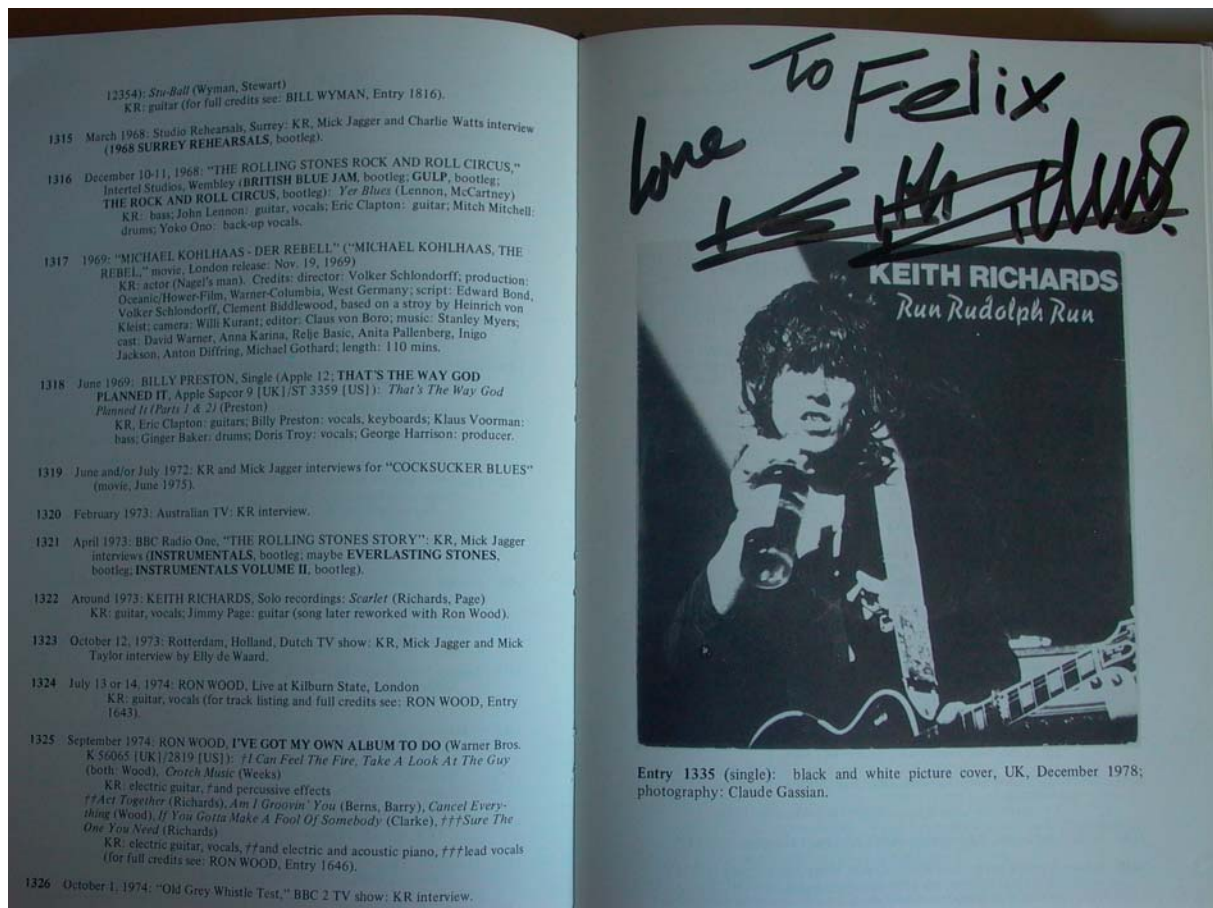 12354): Stu-Ball (Wyman, Stewart)
KR: guitar (for full credits see: BILL WYMAN, Entry 1816).
1315 March 1968: Studio Rehearsals, Surrey: KR, Mick Jagger and Charlie Watts interview
(1968 SURREY REHEARSALS, bootleg).
1316 December 10-11, 1968: "THE ROLLING STONES ROCK AND ROLL CIRCUS,"
Intertel Studios, Wembley (BRITISH BLUE JAM, bootleg; GULP, bootleg;
THE ROCK AND ROLL CIRCUS, bootleg): Yer Blues (Lennon, McCartney)
KR: bass; John Lennon: guitar, vocals; Eric Clapton: guitar; Mitch Mitchell:
drums; Yoko Ono: back-up vocals.
1317 1969: "MICHAEL KOHLHAAS - DER REBELL" ("MICHAEL KOHLHAAS, THE
REBEL," movie, London release: Nov. 19, 1969)
KR: actor (Nagel's man). Credits: director: Volker Schlondorff; production:
Oceanic/Hower-Film, Warner-Columbia, West Germany; script: Edward Bond,
Volker Schlondorff, Clement Biddlewood, based on a stroy by Heinrich von
Kleist; camera: Willi Kurant; editor: Claus von Boro; music: Stanley Myers;
cast: David Warner, Anna Karina, Relje Basic, Anita Pallenberg, Inigo
Jackson, Anton Diffring, Michael Gothard; length: 110 mins.
1318 June 1969: BILLY PRESTON, Single (Apple 12; THAT'S THE WAY GOD
PLANNED IT, Apple Sapcor 9 [UK]/ST 3359 [US]): That's The Way God
Planned It (Parts 1 & 2) (Preston)
KR, Eric Clapton: guitars; Billy Preston: vocals, keyboards; Klaus Voorman:
bass; Ginger Baker: drums; Doris Troy: vocals; George Harrison: producer.
1319 June and/or July 1972: KR and Mick Jagger interviews for "COCKSUCKER BLUES"
(movie, June 1975).
1320 February 1973: Australian TV: KR interview.
1321 April 1973: BBC Radio One, "THE ROLLING STONES STORY": KR, Mick Jagger
interviews (INSTRUMENTALS, bootleg; maybe EVERLASTING STONES,
bootleg; INSTRUMENTALS VOLUME II, bootleg).
1322 Around 1973: KEITH RICHARDS, Solo recordings: Scarlet (Richards, Page)
KR: guitar, vocals; Jimmy Page: guitar (song later reworked with Ron Wood).
1323 October 12, 1973: Rotterdam, Holland, Dutch TV show: KR, Mick Jagger and Mick
Taylor interview by Elly de Waard.
1324 July 13 or 14, 1974: RON WOOD, Live at Kilburn State, London
KR: guitar, vocals (for track listing and full credits see: RON WOOD, Entry
1643).
1325 September 1974: RON WOOD, I'VE GOT MY OWN ALBUM TO DO (Warner Bros.
K 56065 [UK]/2819 [US]): †I Can Feel The Fire, Take A Look At The Guy
(both: Wood), Crotch Music (Weeks)
KR: electric guitar, †and percussive effects
††Act Together (Richards), Am I Groovin' You (Berns, Barry), Cancel Every-
thing (Wood), If You Gotta Make A Fool Of Somebody (Clarke), †††Sure The
One You Need (Richards)
KR: electric guitar, vocals, ††and electric and acoustic piano, †††lead vocals
(for full credits see: RON WOOD, Entry 1646).
1326 October 1, 1974: "Old Grey Whistle Test," BBC 2 TV show: KR interview.
To Felix
love
Keith Richards
KEITH RICHARDS
Run Rudolph Run
Entry 1335 (single): black and white picture cover, UK, December 1978;
photography: Claude Gassian.